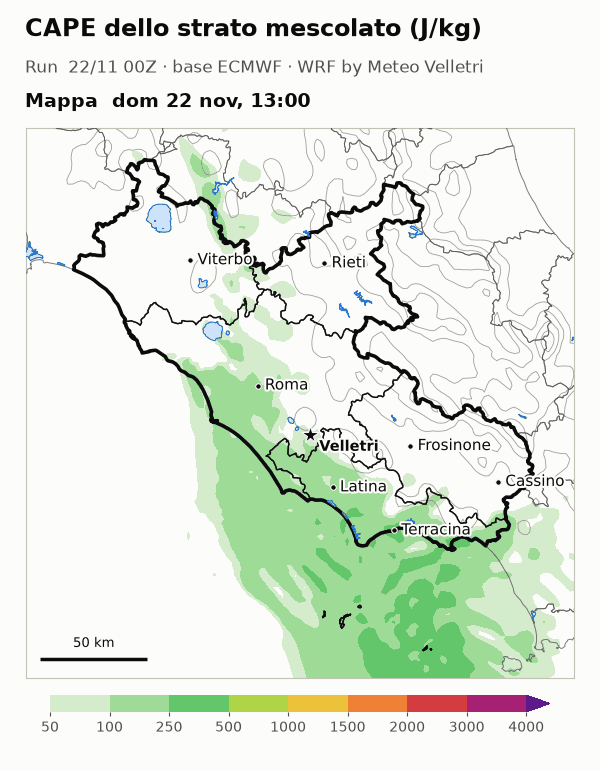 CAPE dello strato mescolato (J/kg)
Run  22/11 00Z · base ECMWF · WRF by Meteo Velletri
Mappa  dom 22 nov, 13:00
Viterbo
Rieti
Roma
Velletri
Frosinone
Latina
Cassino
Terracina
50 km
50 100 250 500 1000 1500 2000 3000 4000